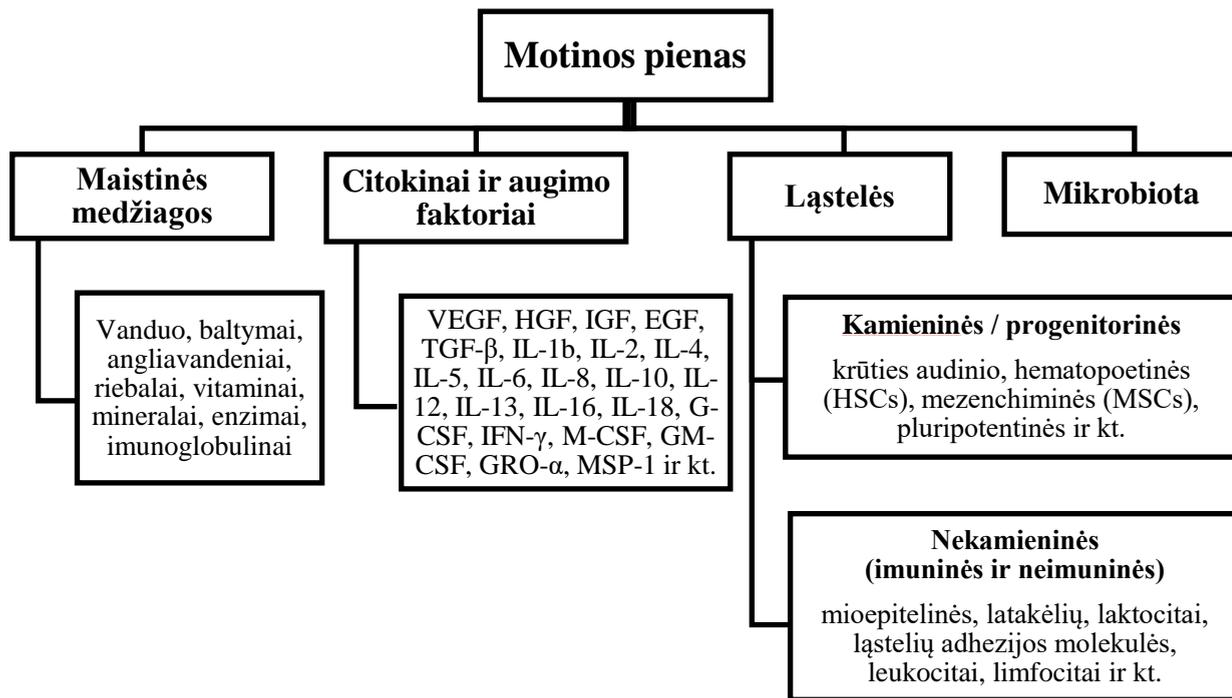 Motinos pienas
Maistinės
medžiagos
Citokinai ir augimo
faktoriai
Ląstelės
Mikrobiota
Vanduo, baltymai,
angliavandeniai,
riebalai, vitaminai,
mineralai, enzimai,
imunoglobulinai
VEGF, HGF, IGF, EGF,
TGF-β, IL-1b, IL-2, IL-4,
IL-5, IL-6, IL-8, IL-10, IL-
12, IL-13, IL-16, IL-18, G-
CSF, IFN-γ, M-CSF, GM-
CSF, GRO-α, MSP-1 ir kt.
Kamieninės / progenitorinės
krūties audinio, hematopoetinės
(HSCs), mezenchiminės (MSCs),
pluripotentinės ir kt.
Nekamieninės
(imuninės ir neimuninės)
mioepitelinės, latakėlių, laktocitai,
ląstelių adhezijos molekulės,
leukocitai, limfocitai ir kt.